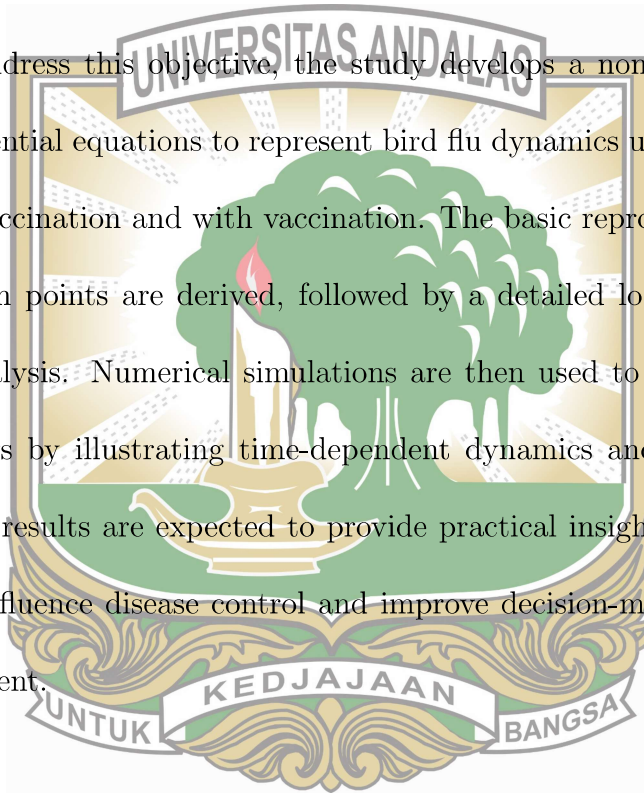 UNIVERSITAS ANDALAS
dress this objective, the study develops a non
ential equations to represent bird flu dynamics u
ccination and with vaccination. The basic repro
points are derived, followed by a detailed lo
lysis. Numerical simulations are then used to
s by illustrating time-dependent dynamics and
results are expected to provide practical insigh
fluence disease control and improve decision-m
ent.
UNTUK KEDJAJAAN BANGSA